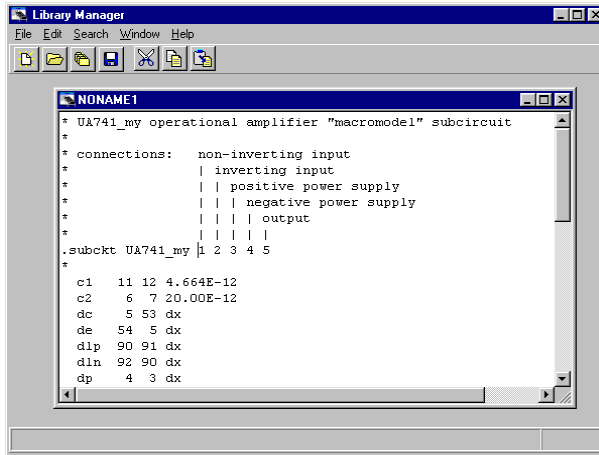 Library Manager
File Edit Search Window Help
NONAME1
* UA741_my operational amplifier "macromodel" subcircuit
*
* connections:   non-inverting input
*                | inverting input
*                | | positive power supply
*                | | | negative power supply
*                | | | | output
*                | | | | |
.subckt UA741_my 1 2 3 4 5
*
  c1   11 12 4.664E-12
  c2    6  7 20.00E-12
  dc    5 53 dx
  de   54  5 dx
  dlp  90 91 dx
  dln  92 90 dx
  dp    4  3 dx